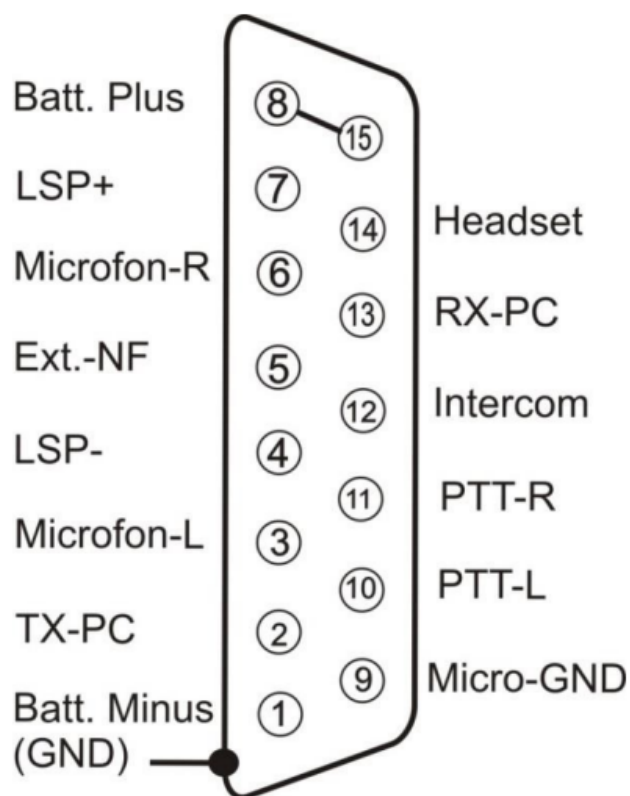 Batt. Plus
8
15
LSP+
7
14
Headset
Microfon-R
6
13
RX-PC
Ext.-NF
5
12
Intercom
LSP-
4
11
PTT-R
Microfon-L
3
10
PTT-L
TX-PC
2
9
Micro-GND
Batt. Minus
(GND)
1